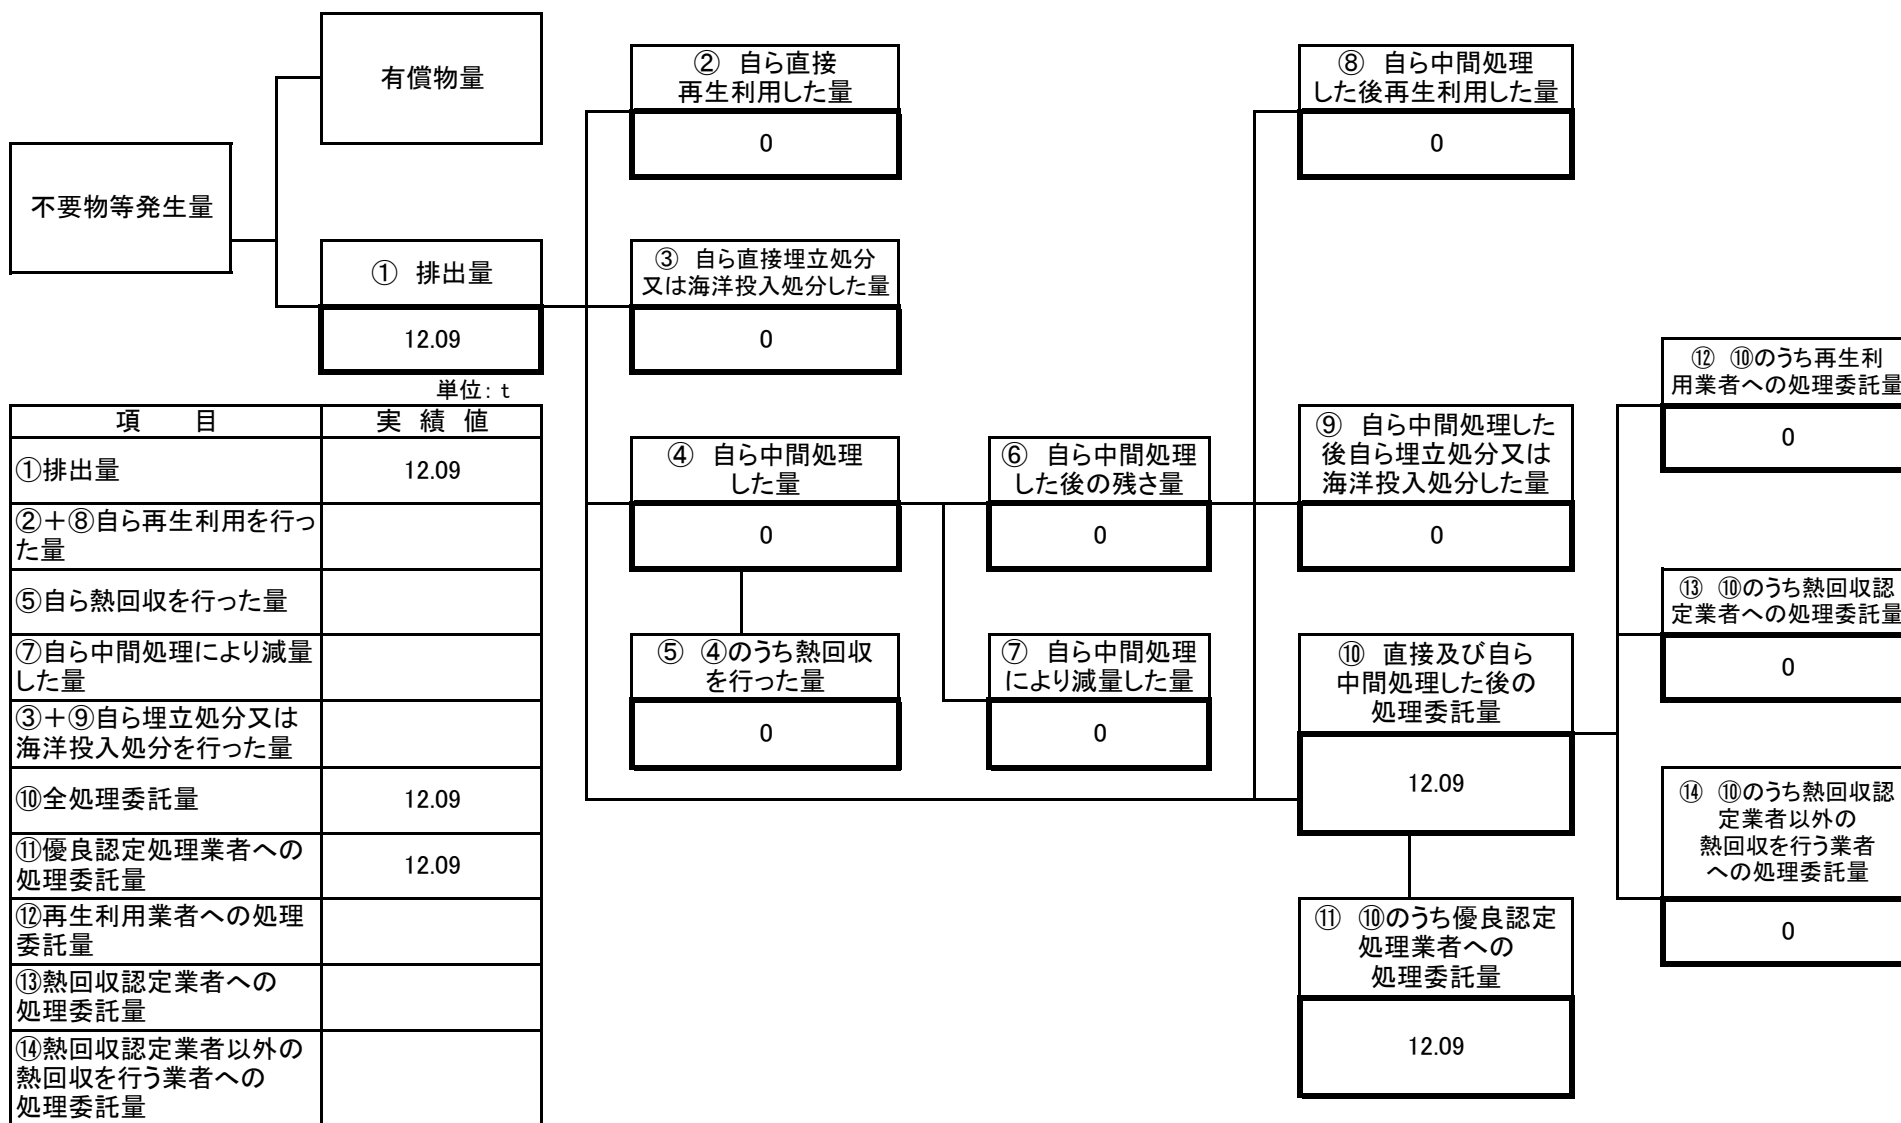 有償物量
不要物等発生量
① 排出量
12.09
② 自ら直接
再生利用した量
0
③ 自ら直接埋立処分
又は海洋投入処分した量
0
④ 自ら中間処理
した量
0
⑤ ④のうち熱回収
を行った量
0
⑥ 自ら中間処理
した後の残さ量
0
⑦ 自ら中間処理
により減量した量
0
⑧ 自ら中間処理
した後再生利用した量
0
⑨ 自ら中間処理した
後自ら埋立処分又は
海洋投入処分した量
0
⑩ 直接及び自ら
中間処理した後の
処理委託量
12.09
⑪ ⑩のうち優良認定
処理業者への
処理委託量
12.09
⑫ ⑩のうち再生利
用業者への処理委託量
0
⑬ ⑩のうち熱回収認
定業者への処理委託量
0
⑭ ⑩のうち熱回収認
定業者以外の
熱回収を行う業者
への処理委託量
0
単位：t
項 目 実 績 値
①排出量 12.09
②＋⑧自ら再生利用を行っ
た量
⑤自ら熱回収を行った量
⑦自ら中間処理により減量
した量
③＋⑨自ら埋立処分又は
海洋投入処分を行った量
⑩全処理委託量 12.09
⑪優良認定処理業者への
処理委託量 12.09
⑫再生利用業者への処理
委託量
⑬熱回収認定業者への
処理委託量
⑭熱回収認定業者以外の
熱回収を行う業者への
処理委託量